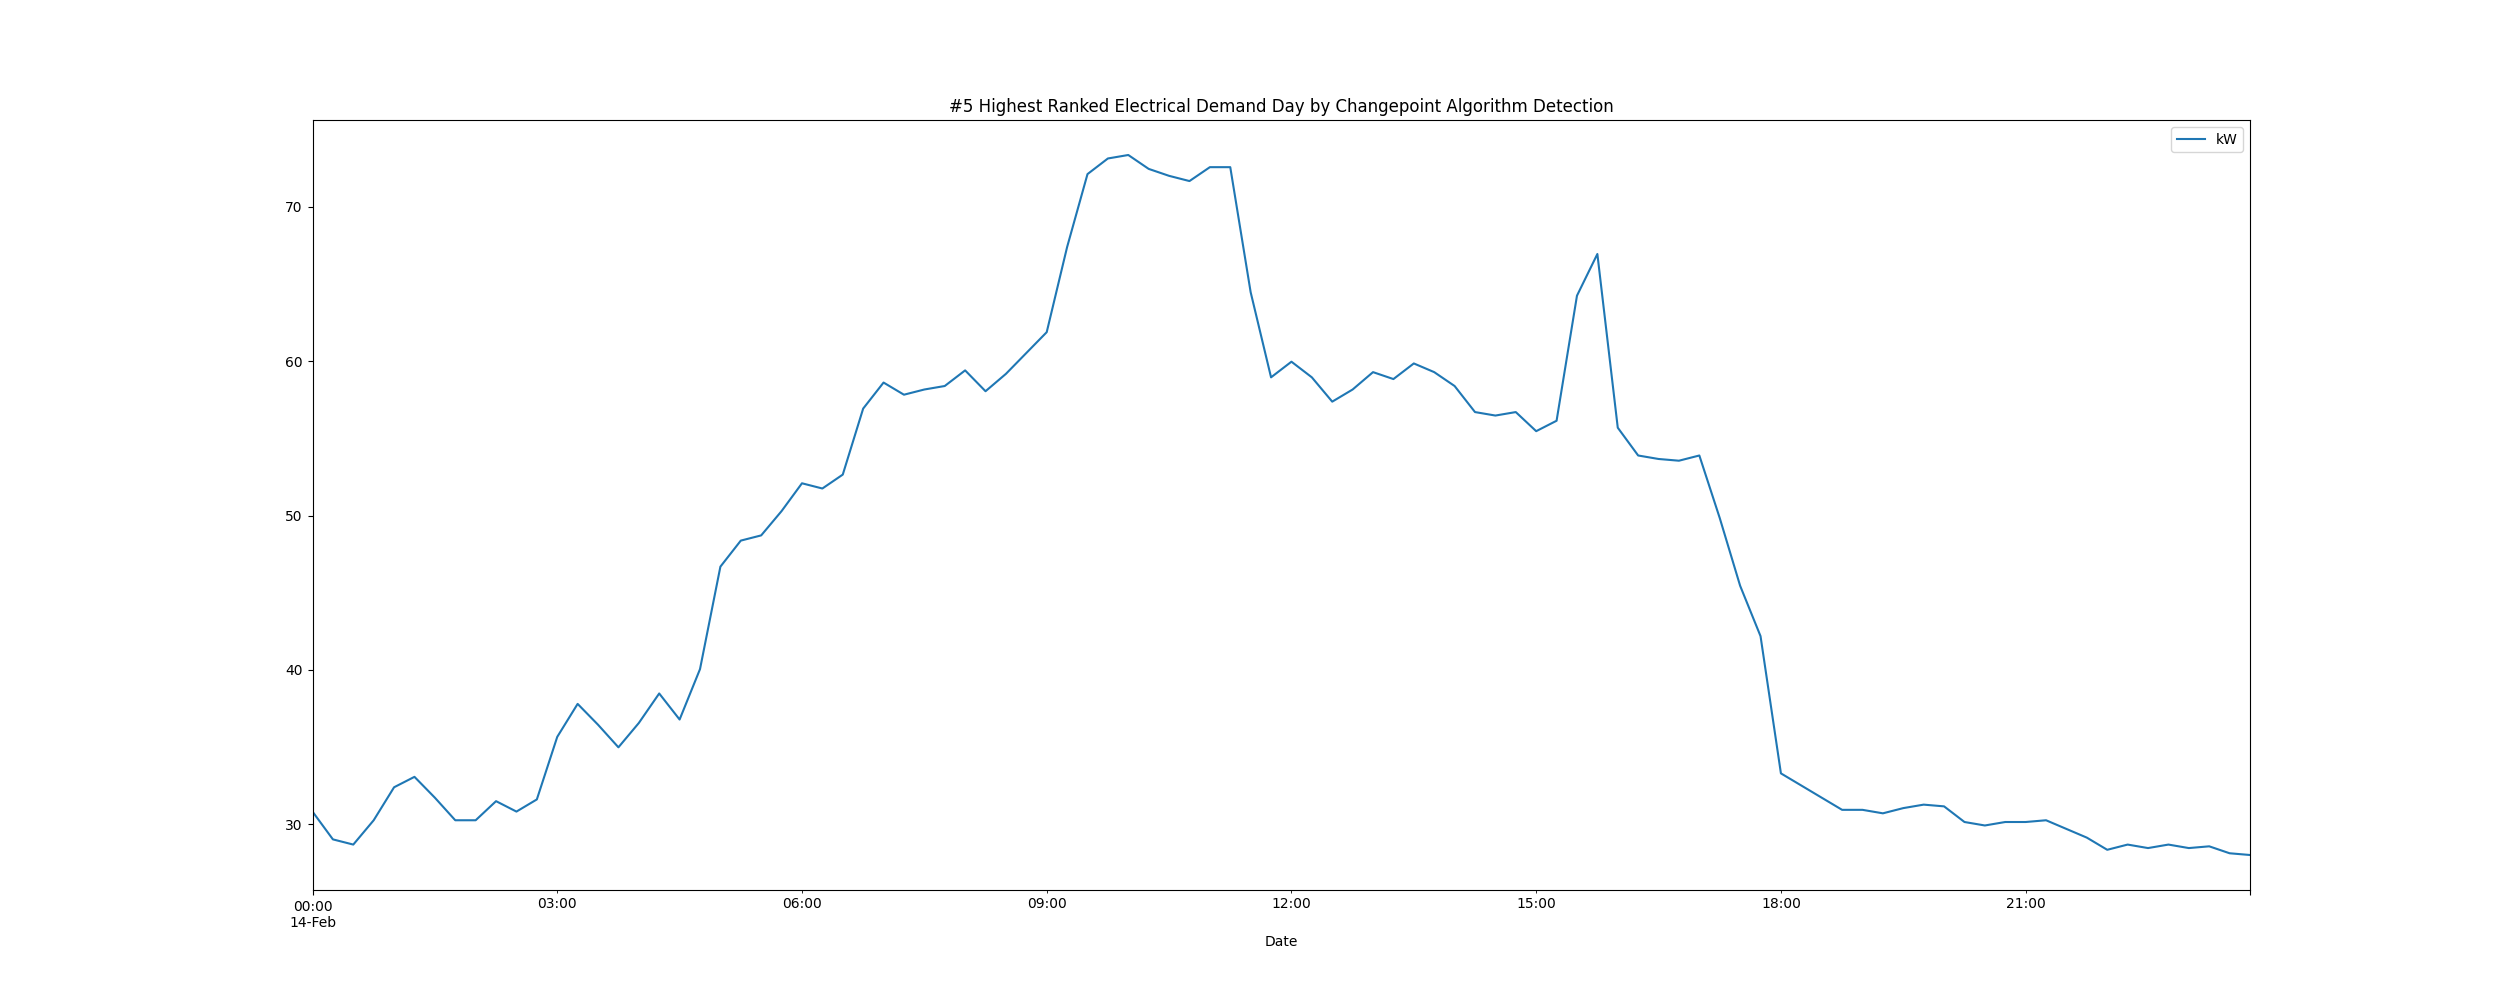 #5 Highest Ranked Electrical Demand Day by Changepoint Algorithm Detection
kW
70
60
50
40
30
00:00 03:00 06:00 09:00 12:00 15:00 18:00 21:00
14-Feb
Date